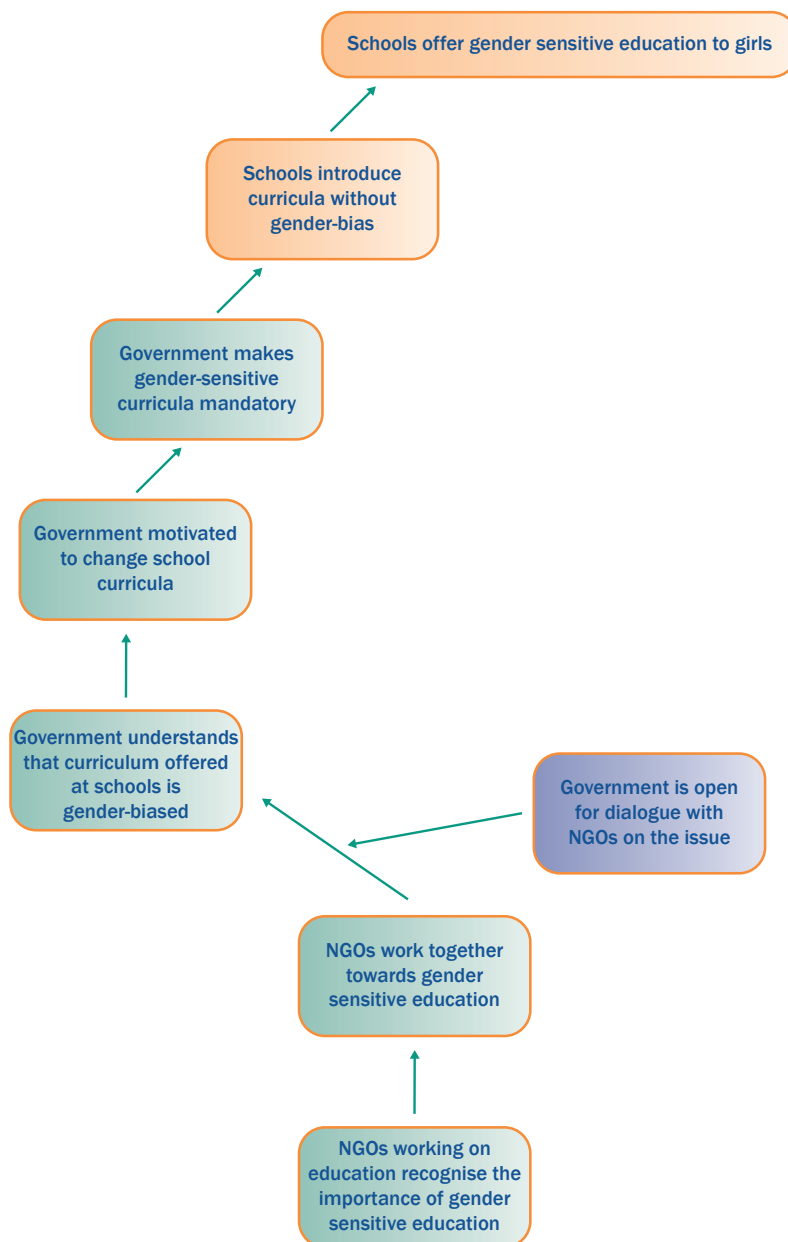 Schools offer gender sensitive education to girls
Schools introduce
curricula without
gender-bias
Government makes
gender-sensitive
curricula mandatory
Government motivated
to change school
curricula
Government understands
that curriculum offered
at schools is
gender-biased
Government is open
for dialogue with
NGOs on the issue
NGOs work together
towards gender
sensitive education
NGOs working on
education recognise the
importance of gender
sensitive education